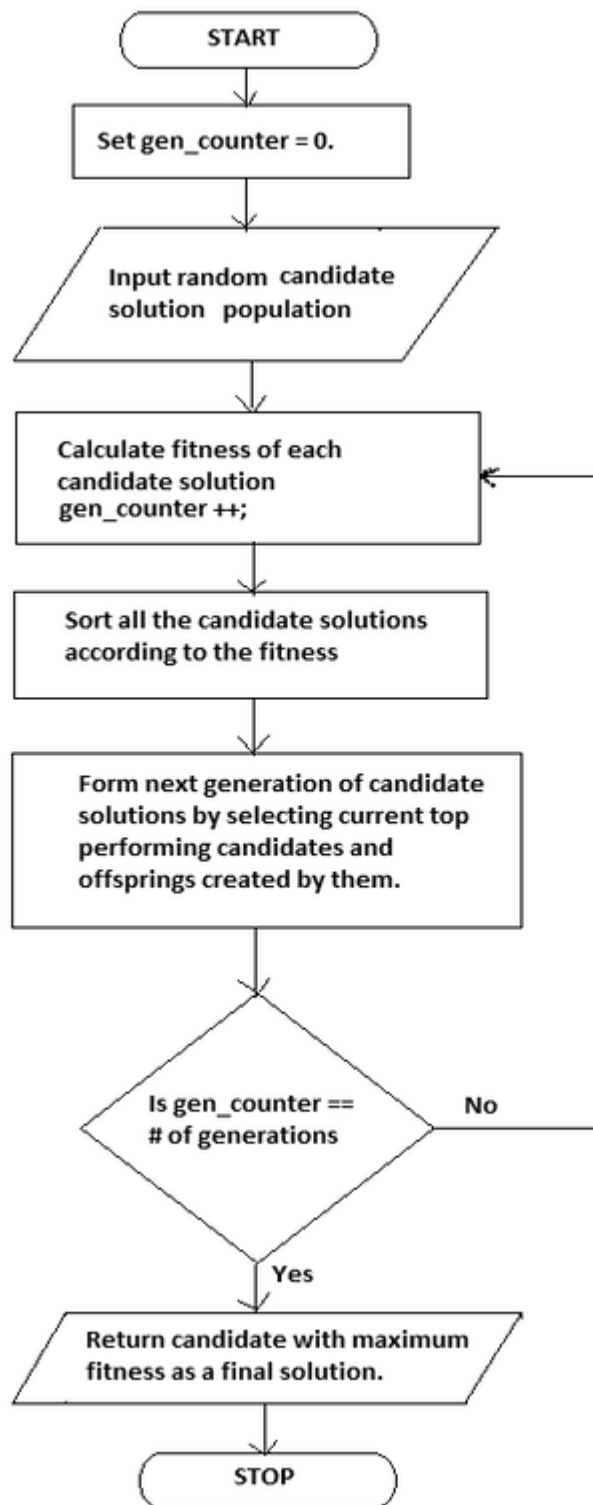 START
Set gen_counter = 0.
Input random candidate
solution population
Calculate fitness of each
candidate solution
gen_counter ++;
Sort all the candidate solutions
according to the fitness
Form next generation of candidate
solutions by selecting current top
performing candidates and
offsprings created by them.
Is gen_counter ==
# of generations
No
Yes
Return candidate with maximum
fitness as a final solution.
STOP